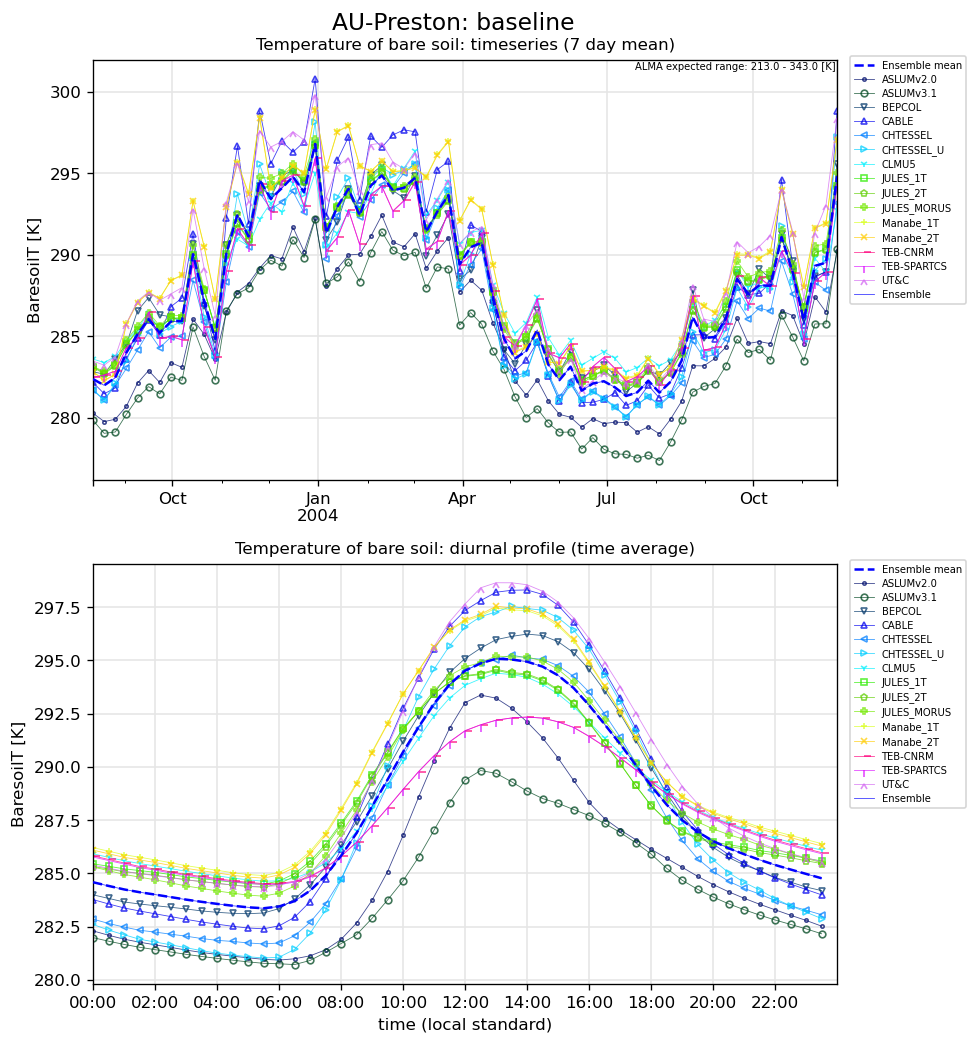 AU-Preston: baseline
Temperature of bare soil: timeseries (7 day mean)
ALMA expected range: 213.0 - 343.0 [K]
BaresoilT [K]
300
295
290
285
280
Oct
Jan
2004
Apr
Jul
Oct
Ensemble mean
ASLUMv2.0
ASLUMv3.1
BEPCOL
CABLE
CHTESSEL
CHTESSEL_U
CLMU5
JULES_1T
JULES_2T
JULES_MORUS
Manabe_1T
Manabe_2T
TEB-CNRM
TEB-SPARTCS
UT&C
Ensemble
Temperature of bare soil: diurnal profile (time average)
BaresoilT [K]
297.5
295.0
292.5
290.0
287.5
285.0
282.5
280.0
00:00 02:00 04:00 06:00 08:00 10:00 12:00 14:00 16:00 18:00 20:00 22:00
time (local standard)
Ensemble mean
ASLUMv2.0
ASLUMv3.1
BEPCOL
CABLE
CHTESSEL
CHTESSEL_U
CLMU5
JULES_1T
JULES_2T
JULES_MORUS
Manabe_1T
Manabe_2T
TEB-CNRM
TEB-SPARTCS
UT&C
Ensemble